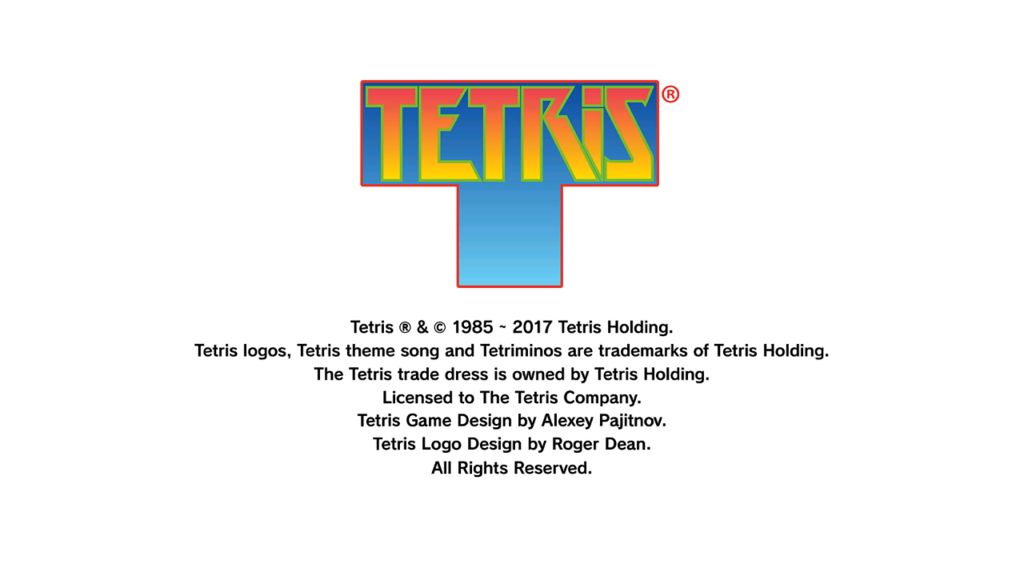 TETRiS®
Tetris ® & © 1985 ~ 2017 Tetris Holding.
Tetris logos, Tetris theme song and Tetriminos are trademarks of Tetris Holding.
The Tetris trade dress is owned by Tetris Holding.
Licensed to The Tetris Company.
Tetris Game Design by Alexey Pajitnov.
Tetris Logo Design by Roger Dean.
All Rights Reserved.